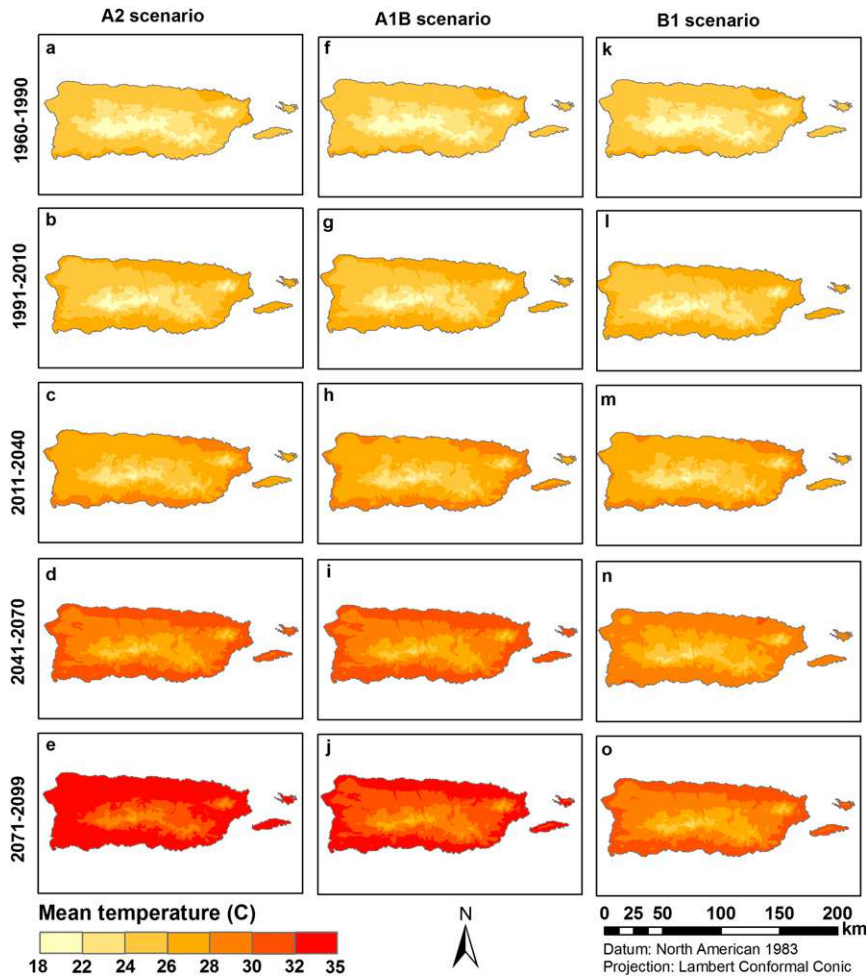 A2 scenario
A1B scenario
B1 scenario
1960-1990
a
f
k
1991-2010
b
g
l
2011-2040
c
h
m
2041-2070
d
i
n
2071-2099
e
j
o
Mean temperature (C)
18 22 24 26 28 30 32 35
N
0 25 50 100 150 200
km
Datum: North American 1983
Projection: Lambert Conformal Conic